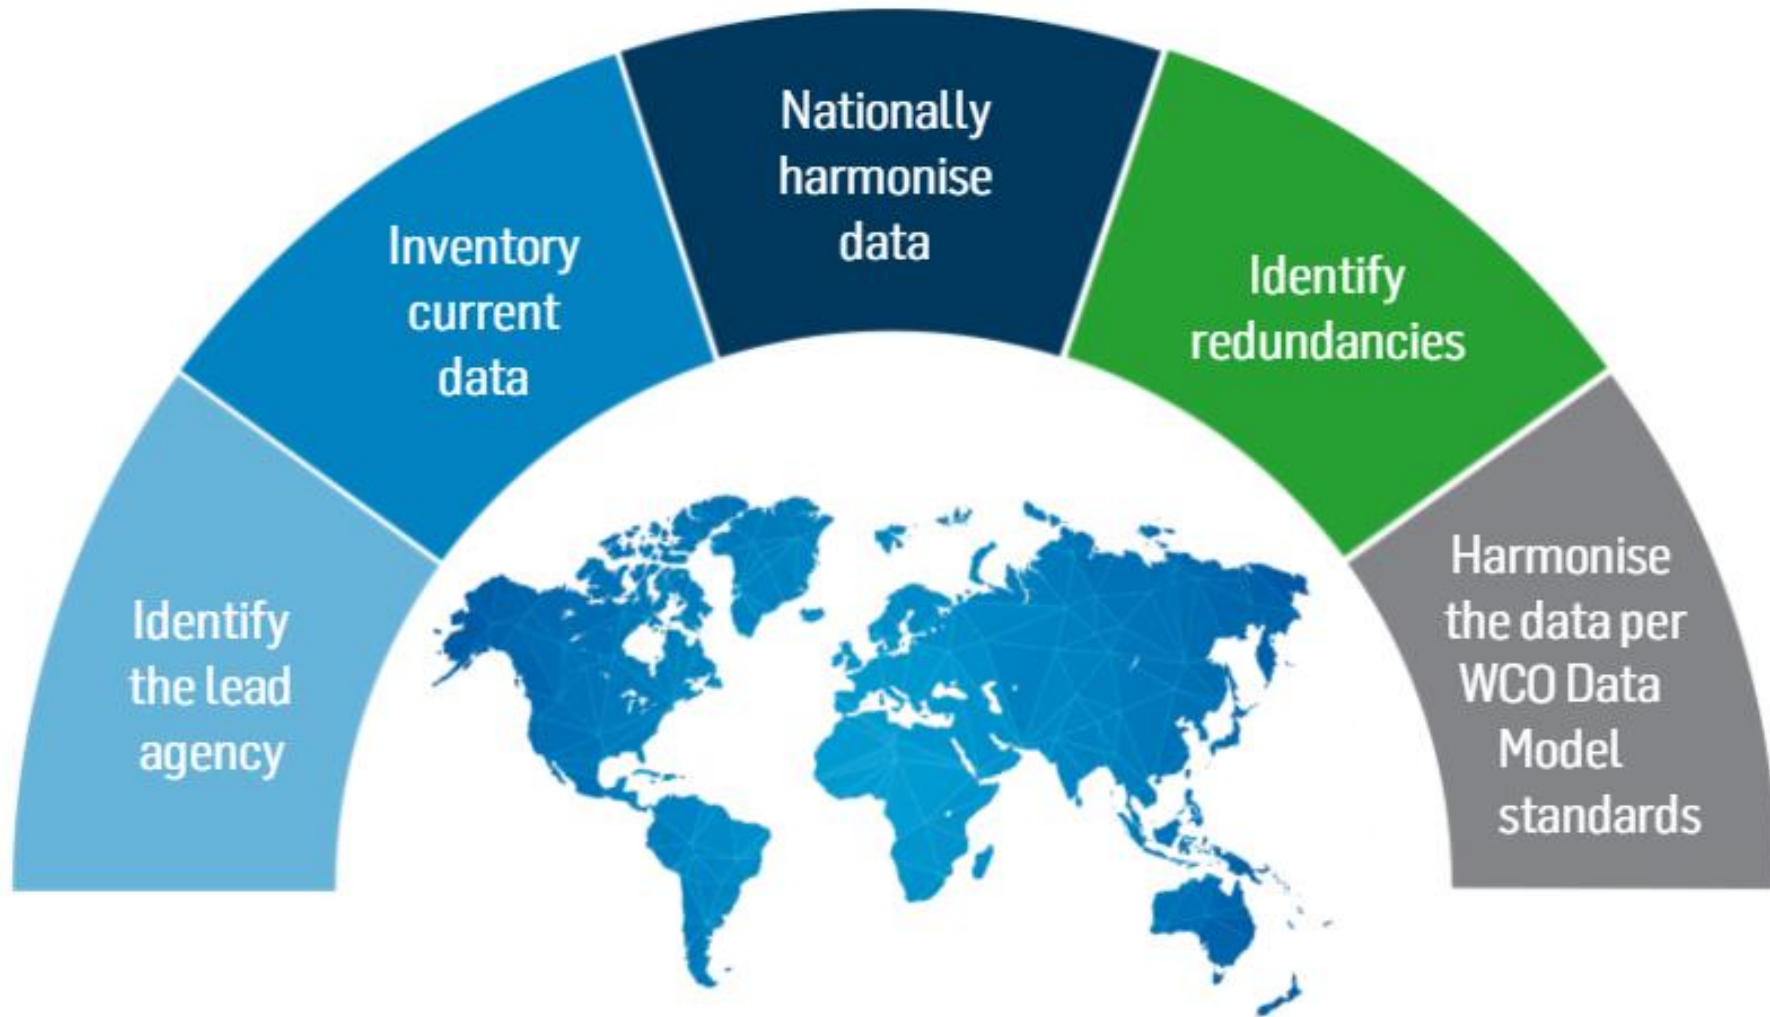 Identify
the lead
agency
Inventory
current
data
Nationally
harmonise
data
Identify
redundancies
Harmonise
the data per
WCO Data
Model
standards